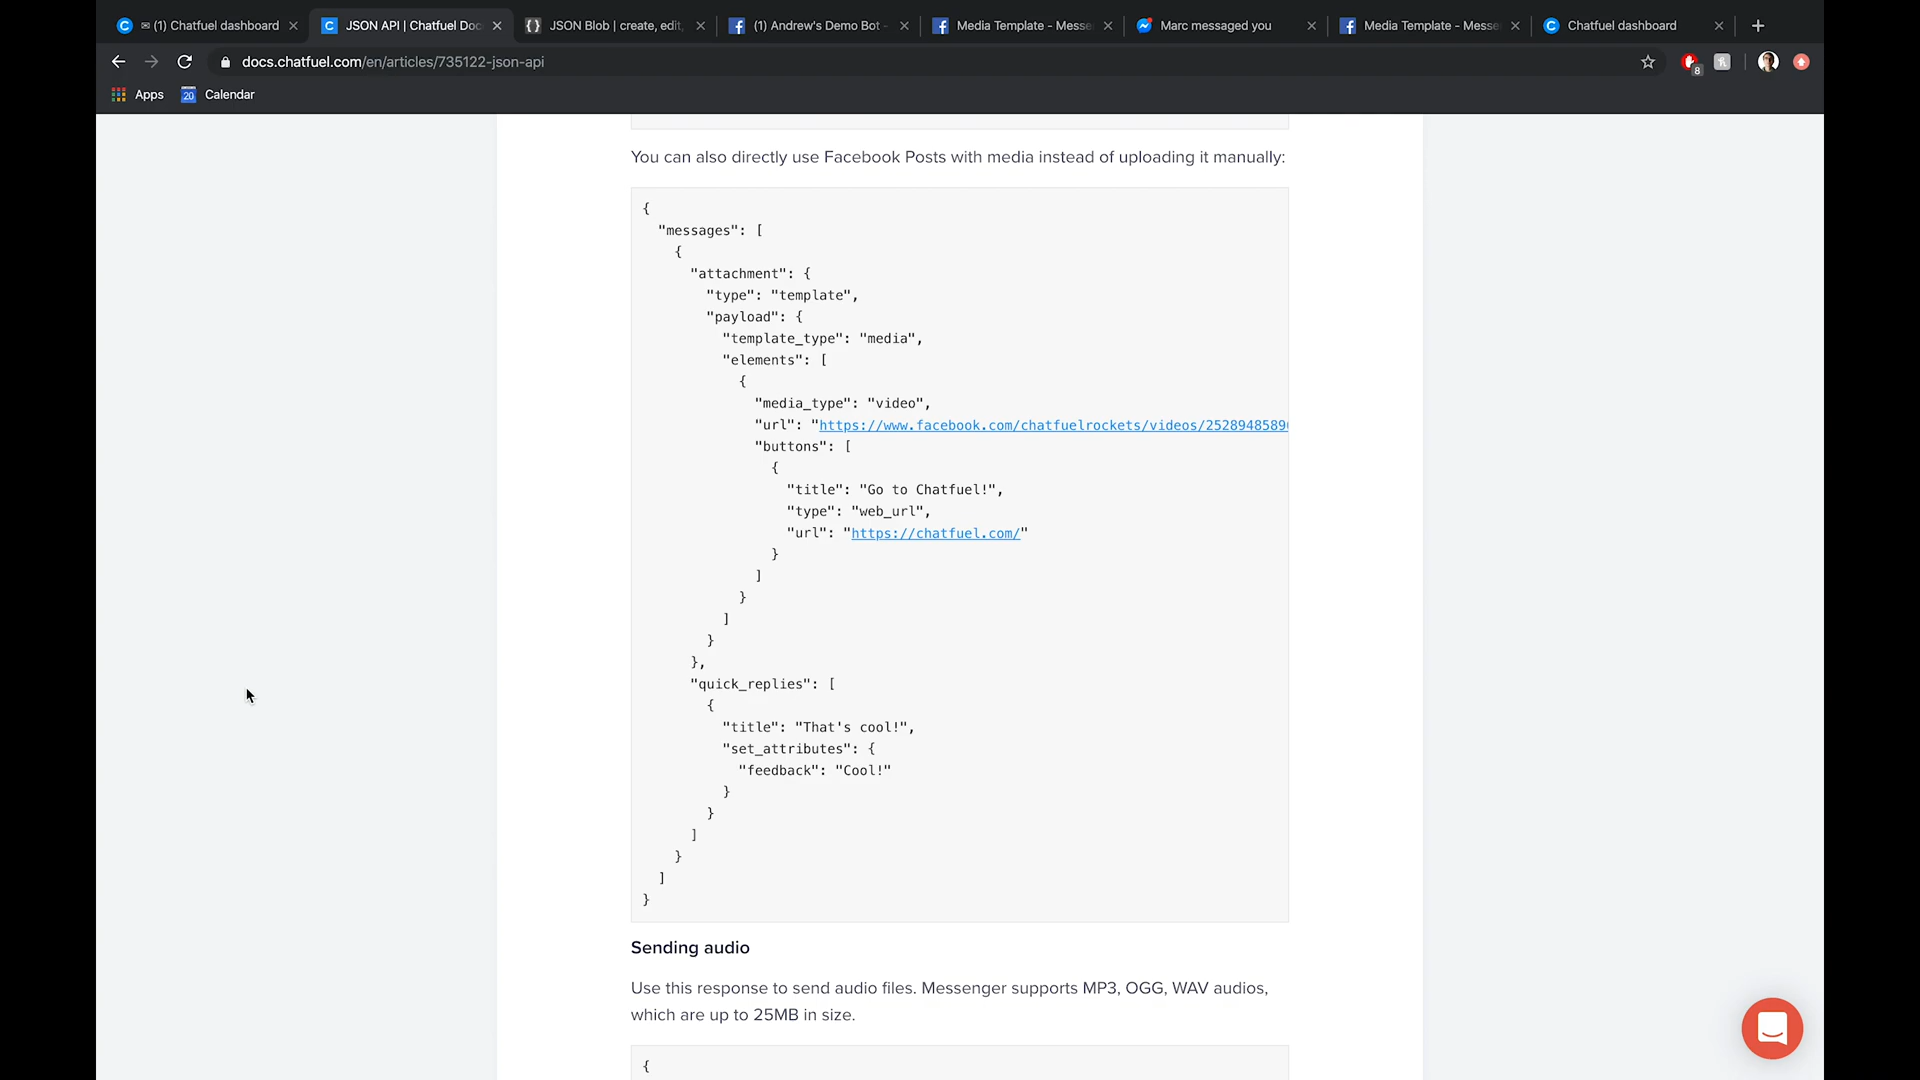 (1) Chatfuel dashboard
JSON API | Chatfuel Doc
JSON Blob | create, edit,
(1) Andrew's Demo Bot -
Media Template - Messe
Marc messaged you
Media Template - Messe
Chatfuel dashboard
docs.chatfuel.com/en/articles/735122-json-api
8
Apps
20
Calendar
You can also directly use Facebook Posts with media instead of uploading it manually:
{
"messages": [
{
"attachment": {
"type": "template",
"payload": {
"template_type": "media",
"elements": [
{
"media_type": "video",
"url": "https://www.facebook.com/chatfuelrockets/videos/2528948589
"buttons": [
{
"title": "Go to Chatfuel!",
"type": "web_url",
"url": "https://chatfuel.com/"
}
]
}
]
}
},
"quick_replies": [
{
"title": "That's cool!",
"set_attributes": {
"feedback": "Cool!"
}
}
]
}
]
}
Sending audio
Use this response to send audio files. Messenger supports MP3, OGG, WAV audios,
which are up to 25MB in size.
{